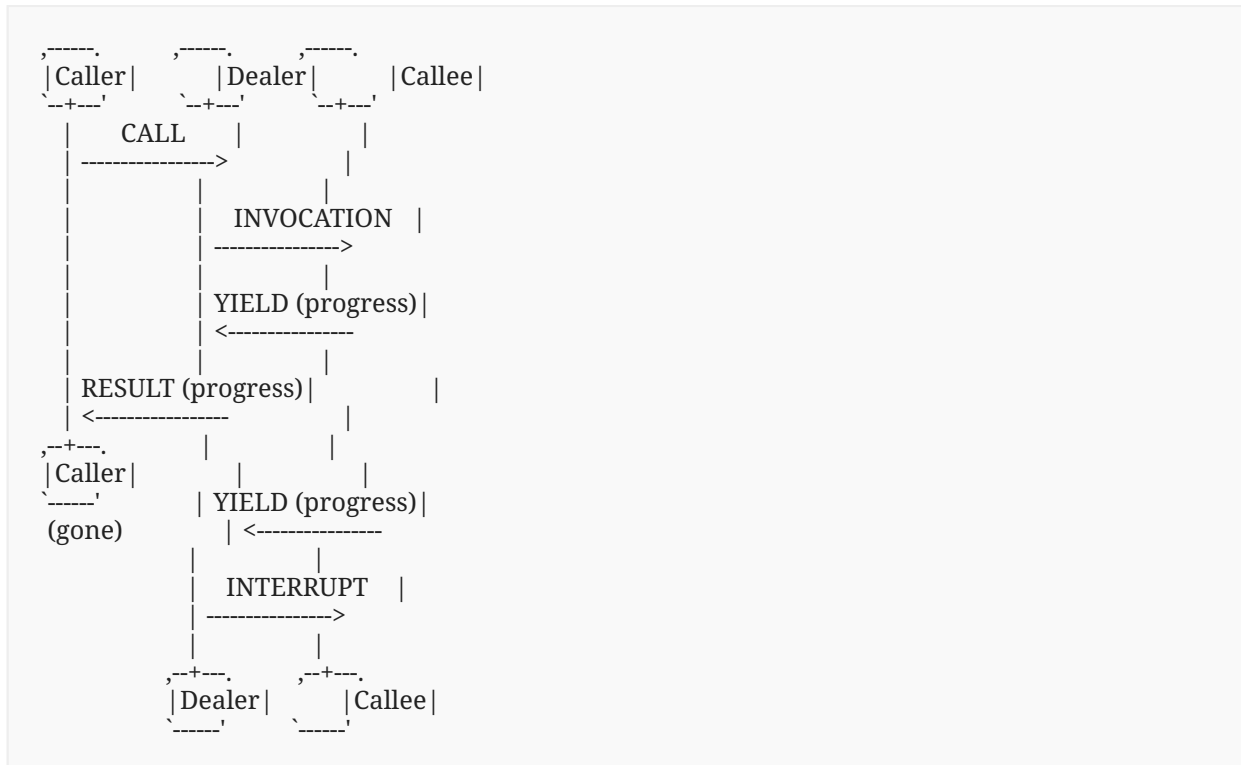 ,------.          ,------.          ,------.
|Caller|          |Dealer|          |Callee|
`--+---'          `--+---'          `--+---'
|       CALL       |                  |
| ----------------->                  |
|                  |                  |
|                  |    INVOCATION    |
|                  | ---------------->
|                  |                  |
|                  | YIELD (progress)|
|                  | <----------------
|                  |                  |
| RESULT (progress)|                  |
| <-----------------                  |
,--+---.           |                  |
|Caller|           |                  |
`------'           | YIELD (progress)|
(gone)             | <----------------
|                  |
|    INTERRUPT     |
| ---------------->
|                  |
,--+---.          ,--+---.
|Dealer|          |Callee|
`------'          `------'